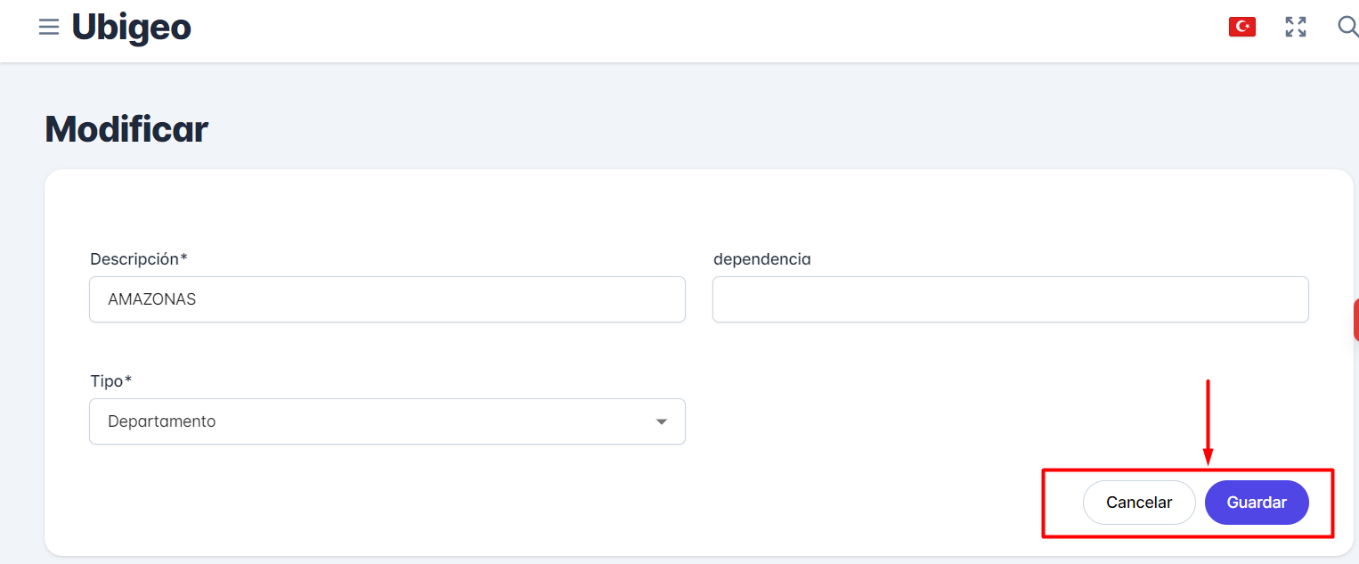 Ubigeo
Modificar
Descripción* dependencia
AMAZONAS
Tipo*
Departamento
Cancelar Guardar